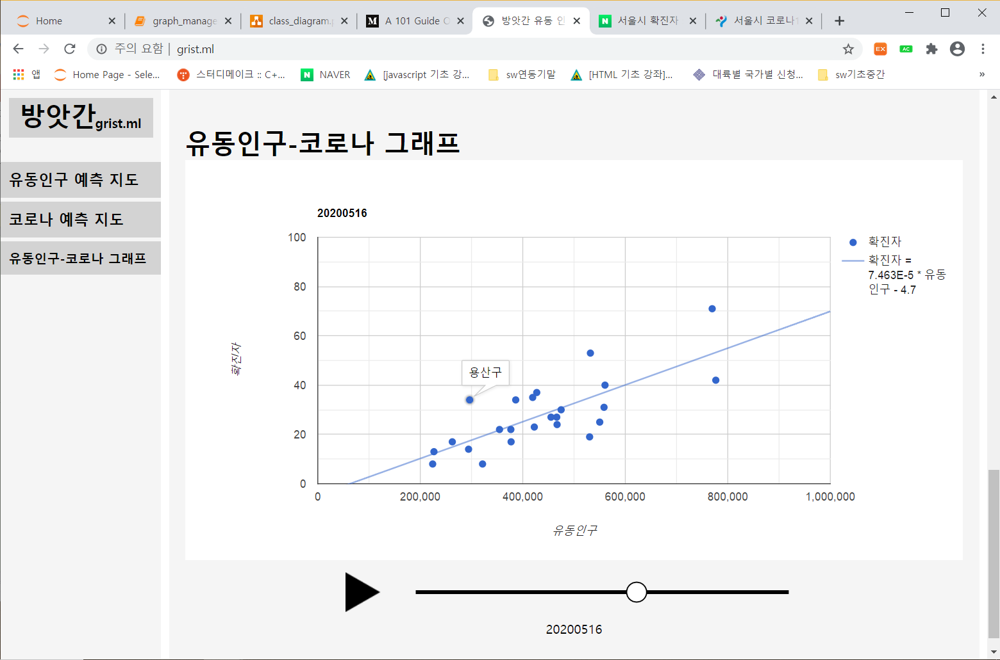 Home
graph_manage
class_diagram.p
A 101 Guide O
방앗간 유동 인
서울시 확진자
서울시 코로나1
주의 요함 | grist.ml
EX
AC
앱
Home Page - Sele...
스터디메이크 :: C+...
NAVER
[javascript 기초 강...
sw연동기말
[HTML 기초 강좌]...
대륙별 국가별 신청...
sw기초중간
»
방앗간grist.ml
유동인구 예측 지도
코로나 예측 지도
유동인구-코로나 그래프
유동인구-코로나 그래프
20200516
100
80
60
40
20
0
확진자
용산구
확진자
확진자 =
7.463E-5 * 유동
인구 - 4.7
0
200,000
400,000
600,000
800,000
1,000,000
유동인구
20200516